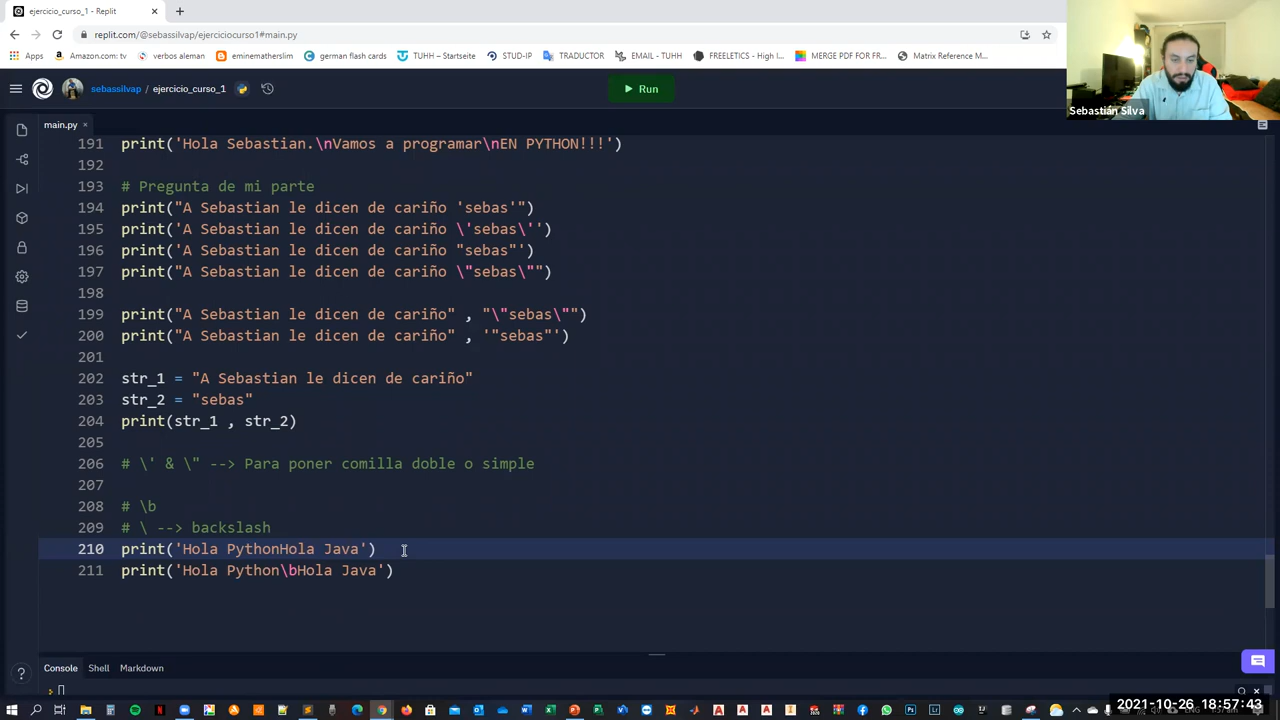 ejercicio_curso_1 - Replit
replit.com/@sebassilvap/ejerciciocurso1#main.py
Apps Amazon.com: tv verbos aleman eminematherslim german flash cards TUHH – Startseite STUD-IP TRADUCTOR EMAIL - TUHH FREELETICS - High I... MERGE PDF FOR FR... Matrix Reference M...
Sebastián Silva
sebassilvap / ejercicio_curso_1
Run
main.py
191 print('Hola Sebastian.\nVamos a programar\nEN PYTHON!!!')
192
193 # Pregunta de mi parte
194 print("A Sebastian le dicen de cariño 'sebas'")
195 print('A Sebastian le dicen de cariño \'sebas\'')
196 print('A Sebastian le dicen de cariño "sebas"')
197 print("A Sebastian le dicen de cariño \"sebas\"")
198
199 print("A Sebastian le dicen de cariño" , "\"sebas\"")
200 print("A Sebastian le dicen de cariño" , '"sebas"')
201
202 str_1 = "A Sebastian le dicen de cariño"
203 str_2 = "sebas"
204 print(str_1 , str_2)
205
206 # \' & \" --> Para poner comilla doble o simple
207
208 # \b
209 # \ --> backslash
210 print('Hola PythonHola Java')
211 print('Hola Python\bHola Java')
Console Shell Markdown
2021-10-26 18:57:43